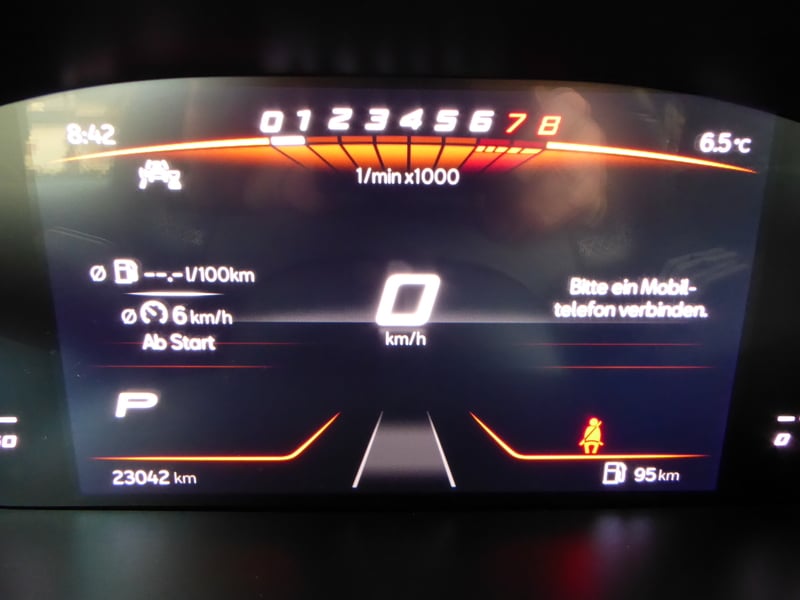 0 1 2 3 4 5 6 7 8
8:42
6.5°C
1/min x1000
Ø --.- l/100km
Ø 6 km/h
Ab Start
0
km/h
Bitte ein Mobil-
telefon verbinden.
P
23042 km
95 km
0